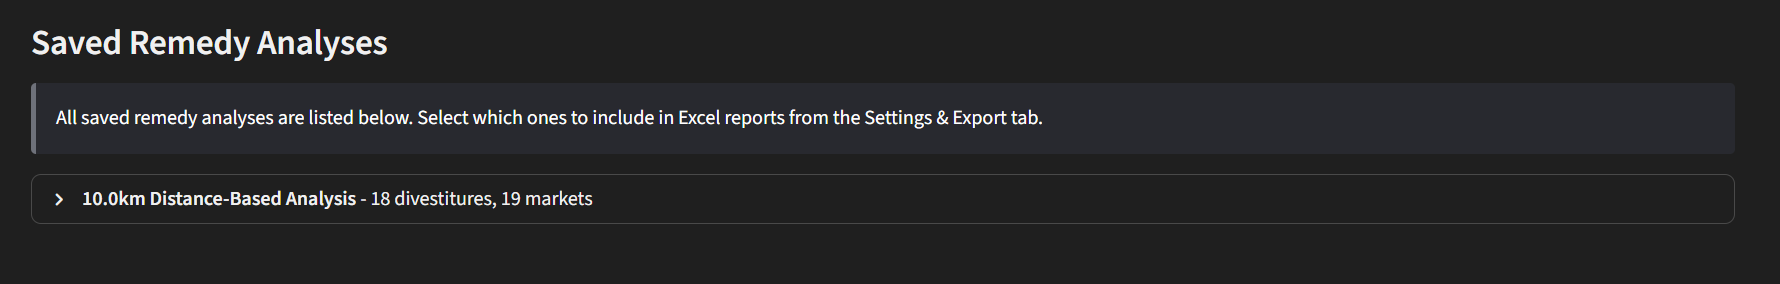 Saved Remedy Analyses
All saved remedy analyses are listed below. Select which ones to include in Excel reports from the Settings & Export tab.
10.0km Distance-Based Analysis - 18 divestitures, 19 markets